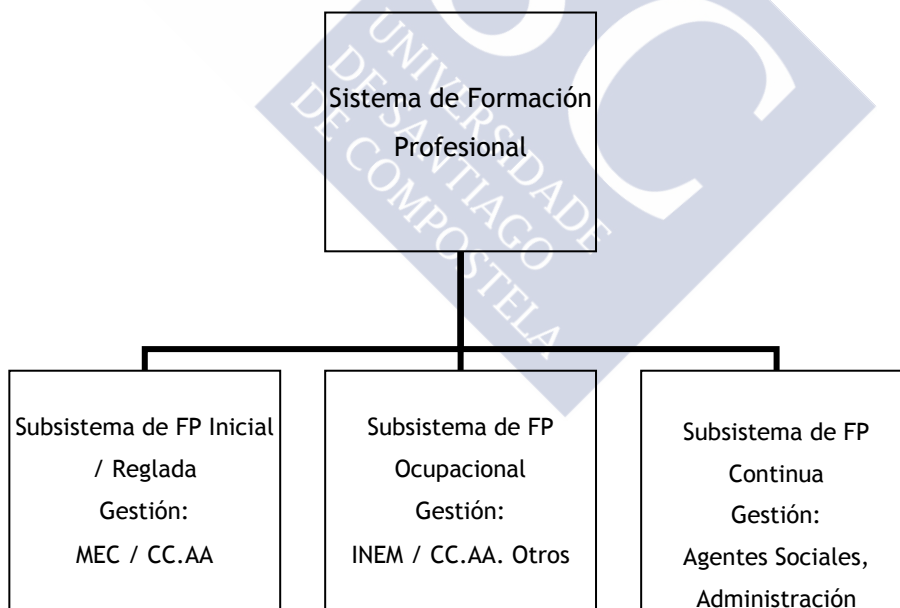 UNIVERSIDADE
DE SANTIAGO
DE COMPOSTELA
Sistema de Formación
Profesional
Subsistema de FP Inicial
/ Reglada
Gestión:
MEC / CC.AA
Subsistema de FP
Ocupacional
Gestión:
INEM / CC.AA. Otros
Subsistema de FP
Continua
Gestión:
Agentes Sociales,
Administración